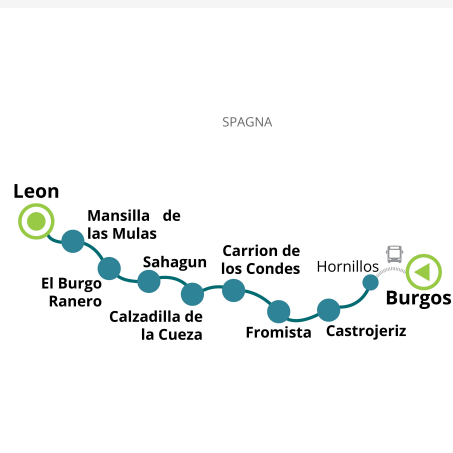 SPAGNA
Leon
Mansilla de
las Mulas
Sahagun
El Burgo
Ranero
Calzadilla de
la Cueza
Carrion de
los Condes
Fromista
Castrojeriz
Hornillos
Burgos